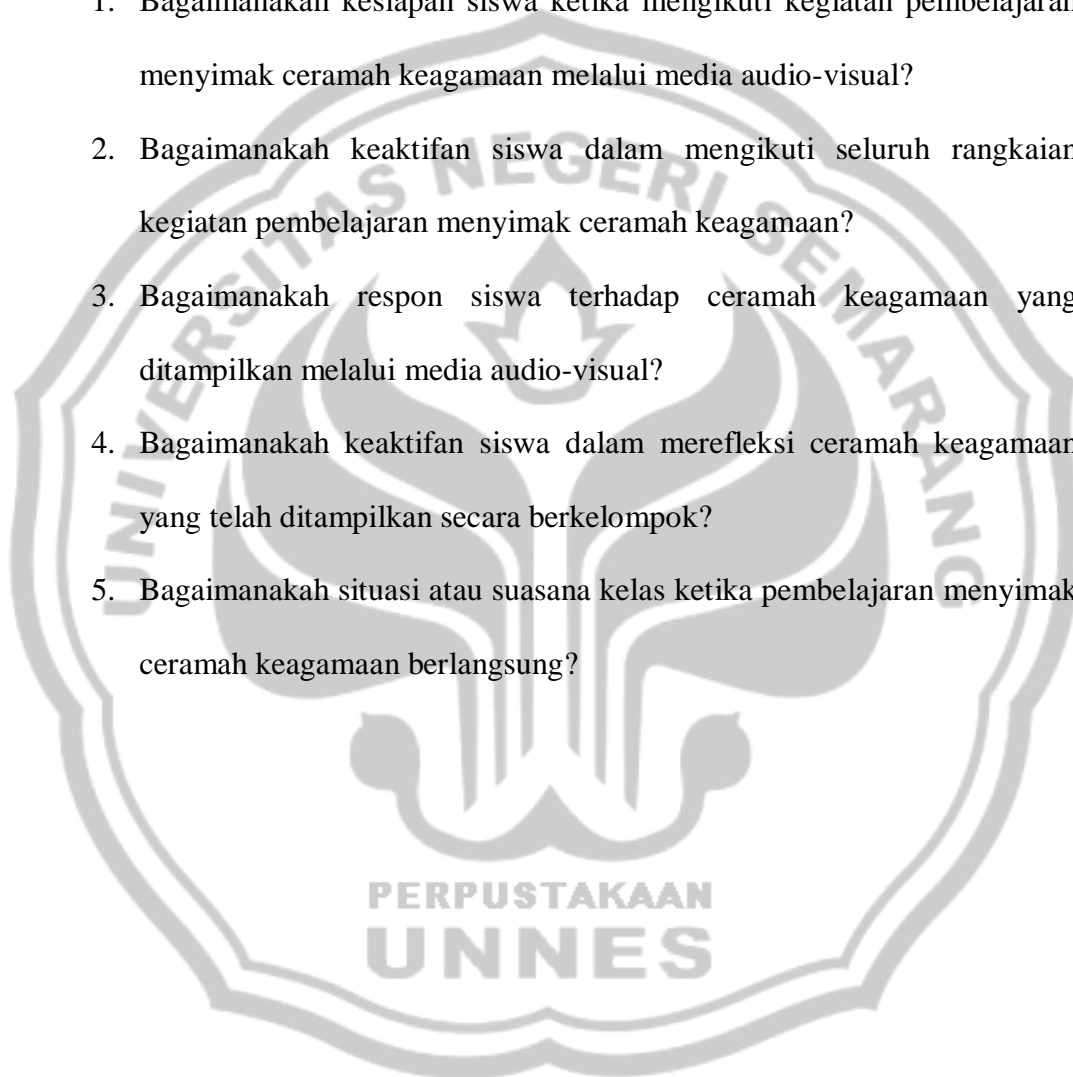 1. Bagaimanakah kesiapan siswa ketika mengikuti kegiatan pembelajaran
menyimak ceramah keagamaan melalui media audio-visual?
2. Bagaimanakah keaktifan siswa dalam mengikuti seluruh rangkaian
kegiatan pembelajaran menyimak ceramah keagamaan?
3. Bagaimanakah respon siswa terhadap ceramah keagamaan yang
ditampilkan melalui media audio-visual?
4. Bagaimanakah keaktifan siswa dalam merefleksi ceramah keagamaan
yang telah ditampilkan secara berkelompok?
5. Bagaimanakah situasi atau suasana kelas ketika pembelajaran menyimak
ceramah keagamaan berlangsung?
UNIVERSITAS NEGERI SEMARANG
PERPUSTAKAAN
UNNES